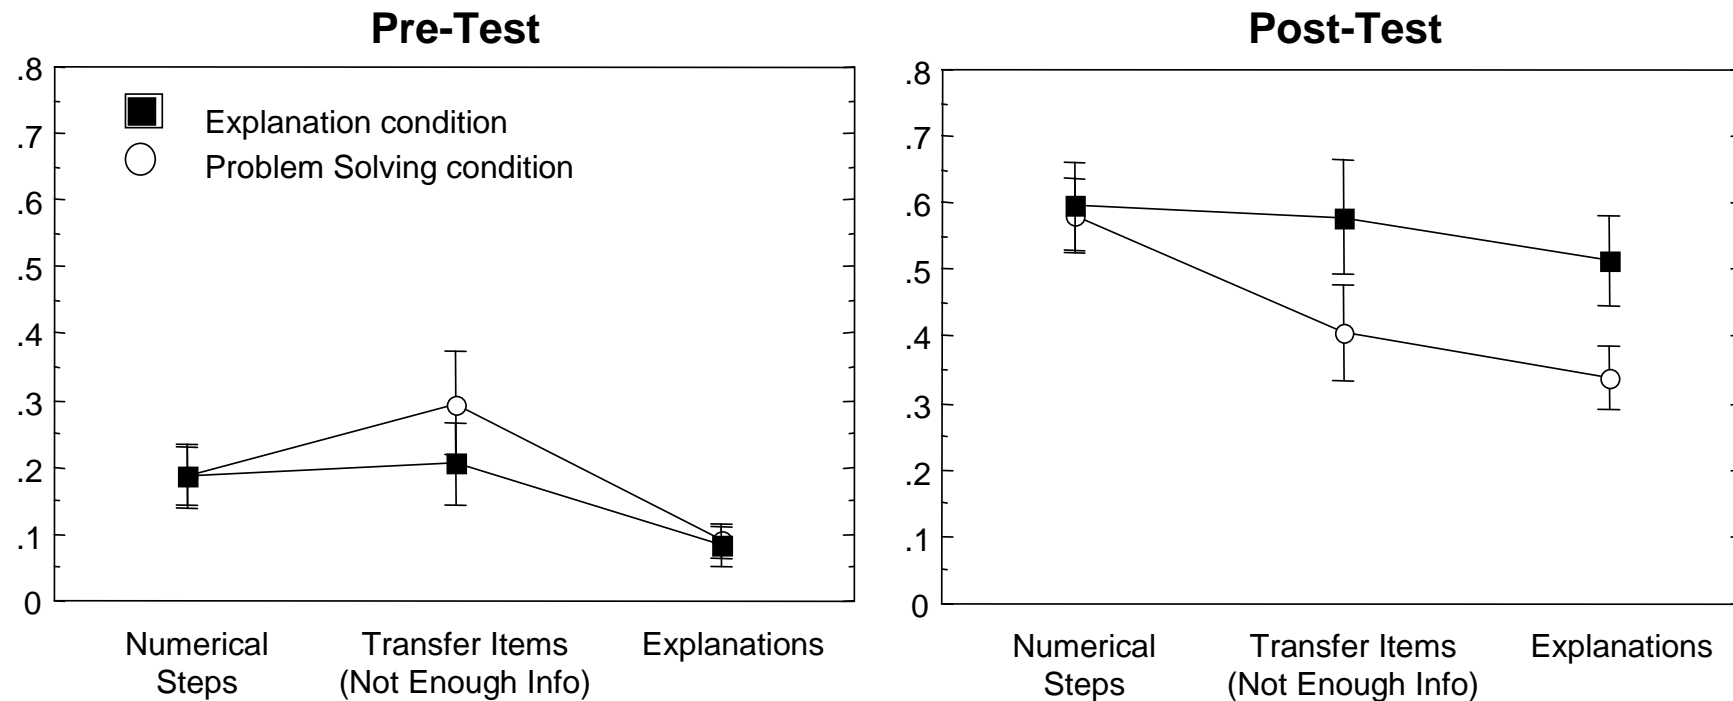 Pre-Test
.8
.7
.6
.5
.4
.3
.2
.1
0
Explanation condition
Problem Solving condition
Numerical
Steps
Transfer Items
(Not Enough Info)
Explanations
Post-Test
.8
.7
.6
.5
.4
.3
.2
.1
0
Numerical
Steps
Transfer Items
(Not Enough Info)
Explanations